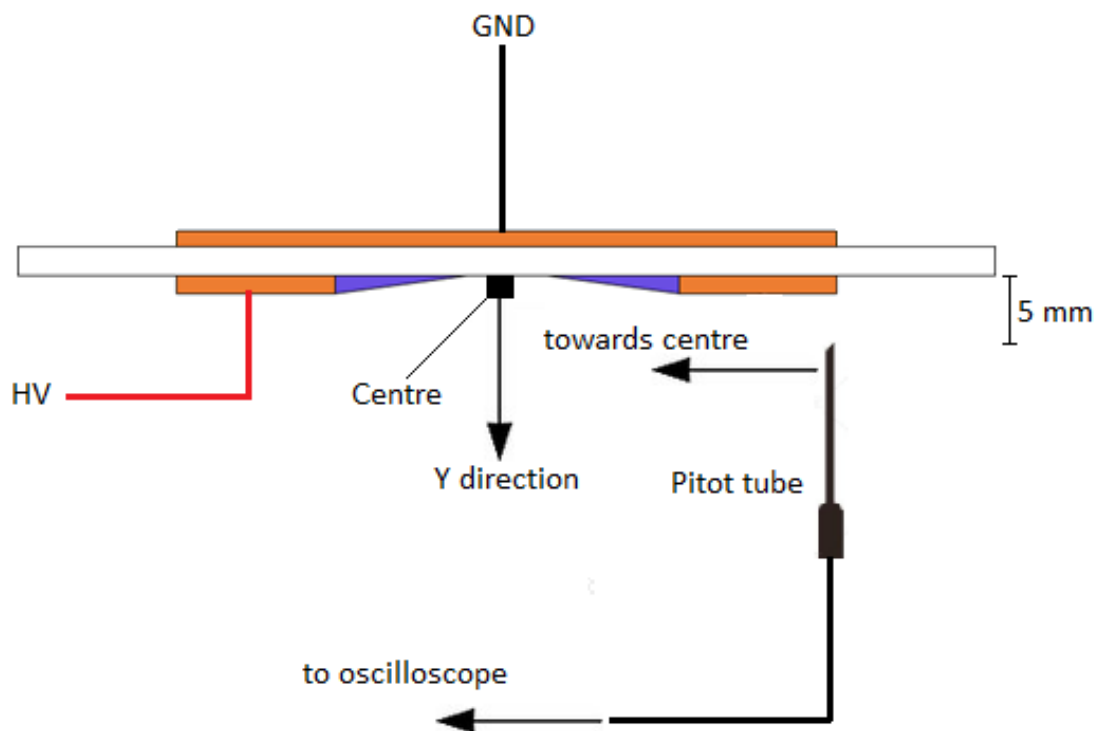 GND
5 mm
towards centre
HV
Centre
Y direction
Pitot tube
to oscilloscope